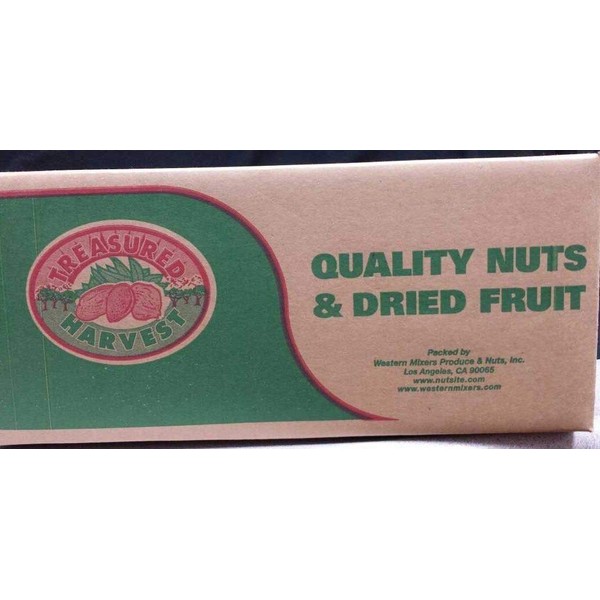 TREASURED
HARVEST
QUALITY NUTS
& DRIED FRUIT
Packed by
Western Mixers Produce & Nuts, Inc.
Los Angeles, CA 90065
www.nutsite.com
www.westernmixers.com